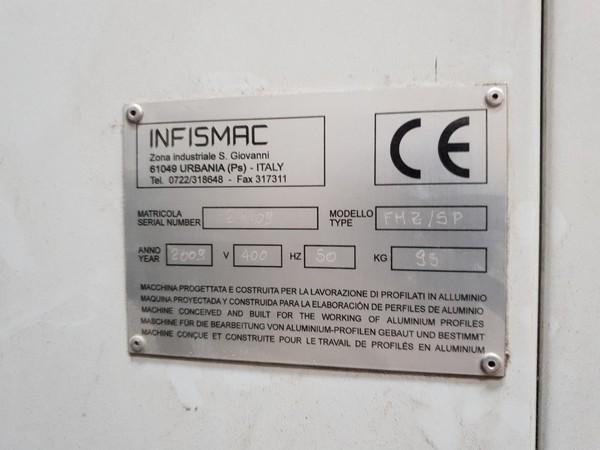 INFISMAC
Zona industriale S. Giovanni
61049 URBANIA (Ps) - ITALY
Tel. 0722/318648 - Fax 317311
CE
MATRICOLA
SERIAL NUMBER
MODELLO
TYPE
FMZ/SP
ANNO
YEAR
2009 V 400 HZ 50 KG 95
MACCHINA PROGETTATA E COSTRUITA PER LA LAVORAZIONE DI PROFILATI IN ALLUMINIO
MAQUINA PROYECTADA Y CONSTRUIDA PARA LA ELABORACIÓN DE PERFILES DE ALUMINIO
MACHINE CONCEIVED AND BUILT FOR THE WORKING OF ALUMINIUM PROFILES
MASCHINE FÜR DIE BEARBEITUNG VON ALUMINIUM-PROFILEN GEBAUT UND BESTIMMT
MACHINE CONÇUE ET CONSTRUITE POUR LE TRAVAIL DE PROFILÉS EN ALUMINIUM